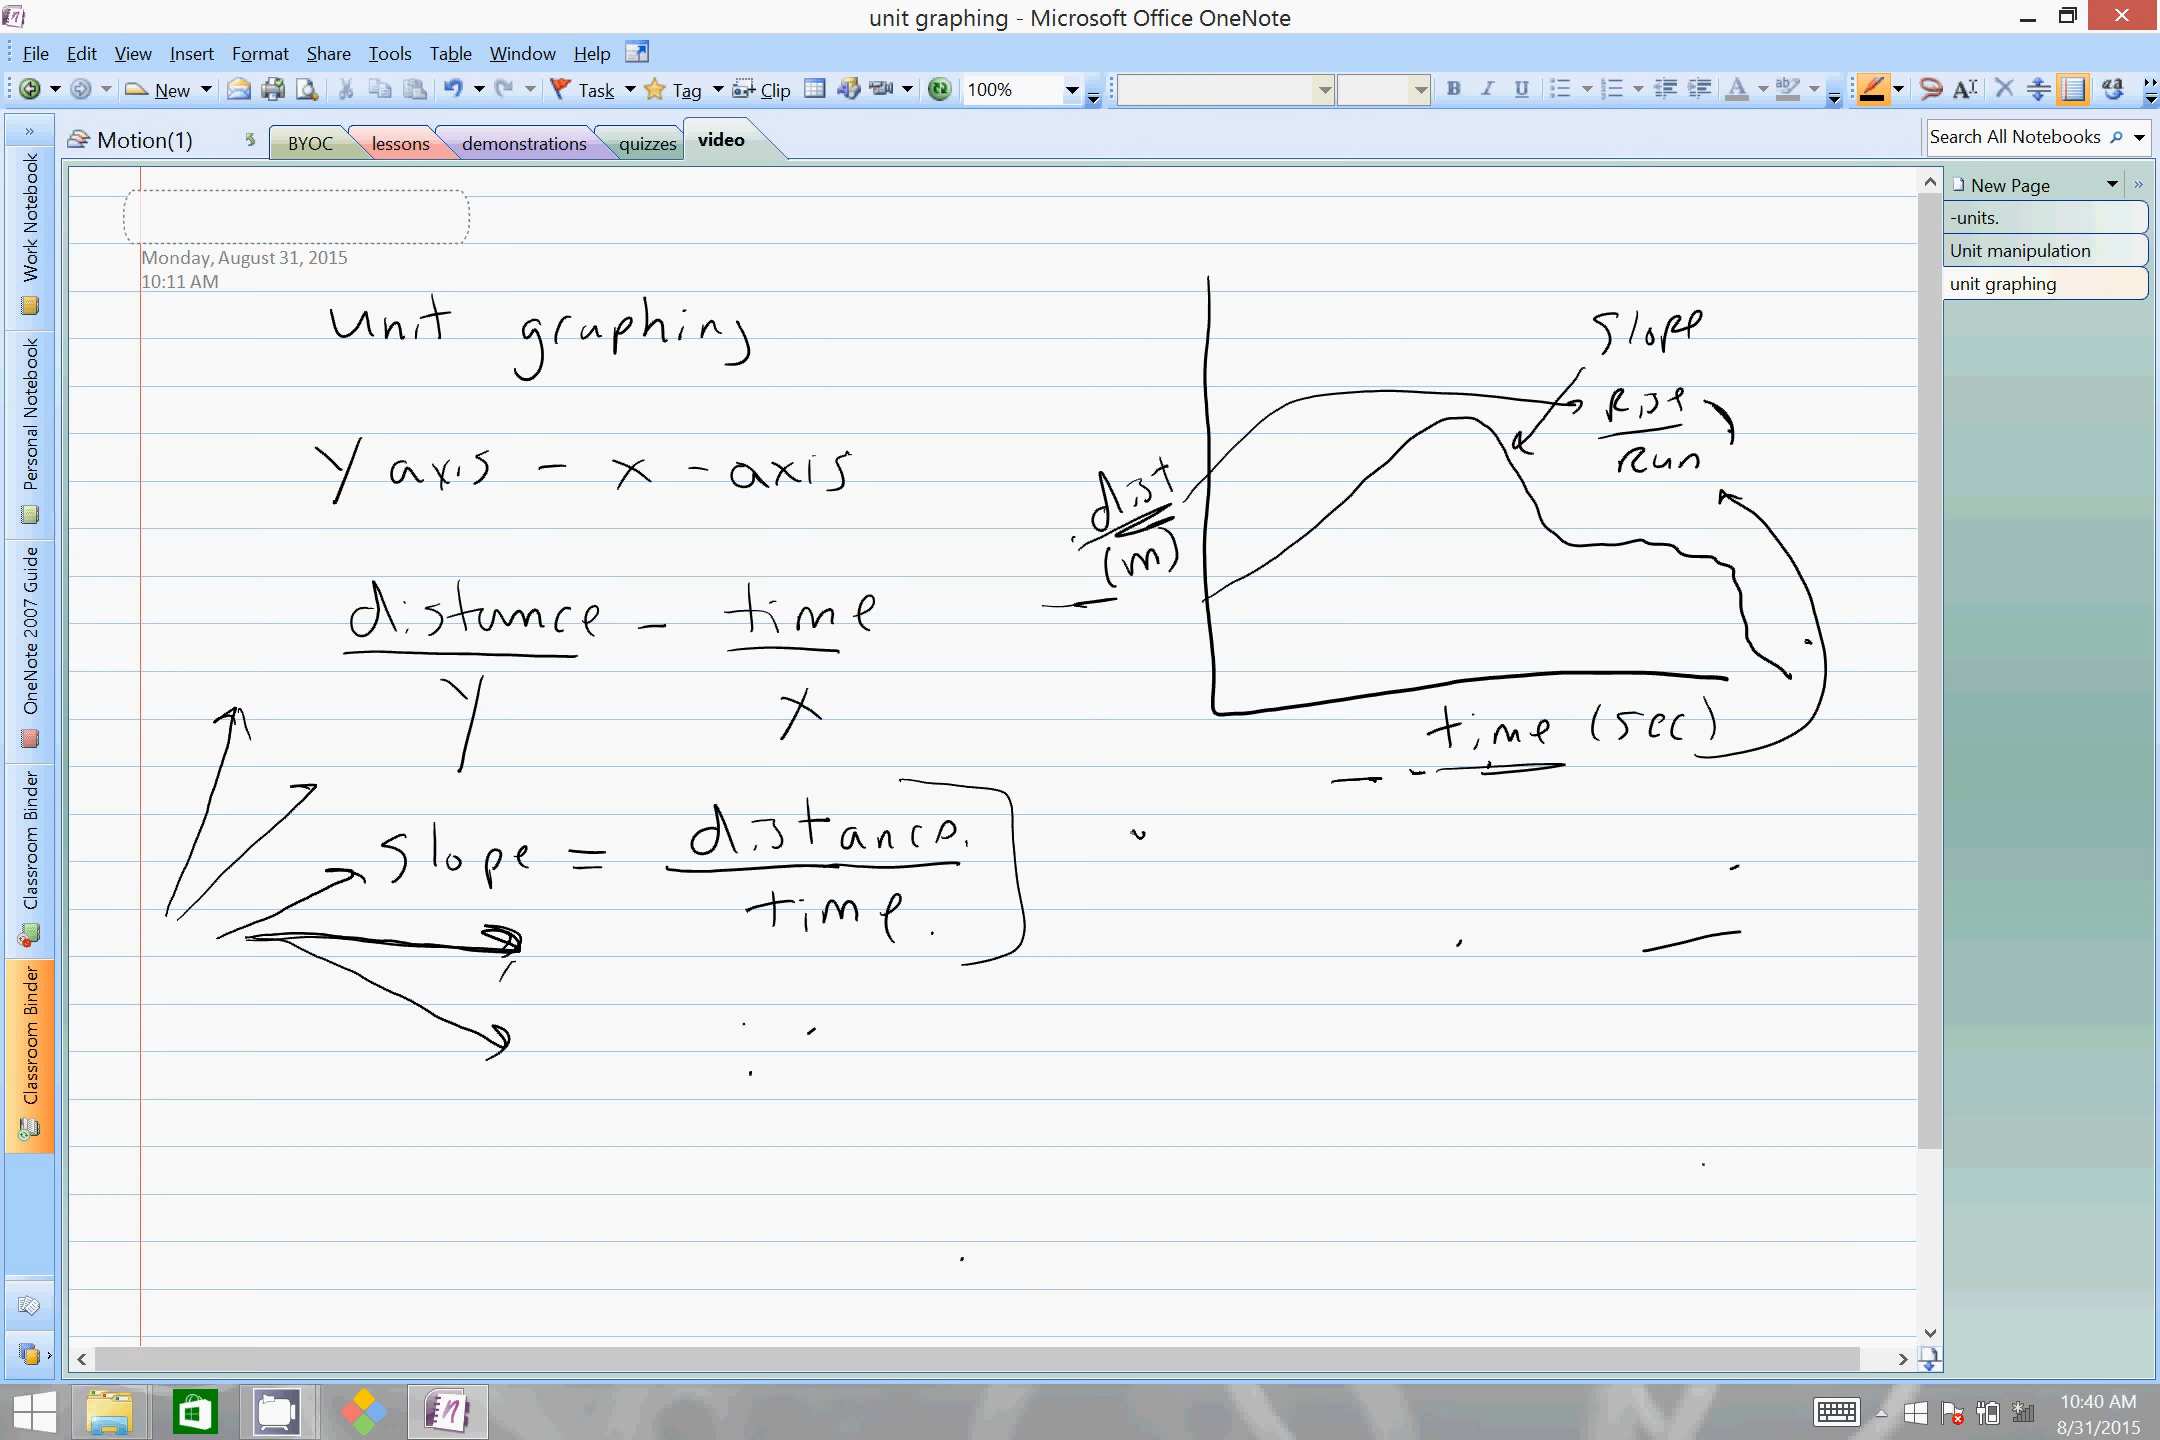 unit graphing - Microsoft Office OneNote
File Edit View Insert Format Share Tools Table Window Help
New Task Tag Clip 100% B I U
Motion(1) BYOC lessons demonstrations quizzes video
Search All Notebooks
Work Notebook
Personal Notebook
OneNote 2007 Guide
Classroom Binder
Classroom Binder
Monday, August 31, 2015
10:11 AM
unit graphing
y axis - x - axis
distance - time
y x
slope = distance
time
slope
Rise
Run
dist
(m)
time (sec)
New Page
-units.
Unit manipulation
unit graphing
10:40 AM
8/31/2015